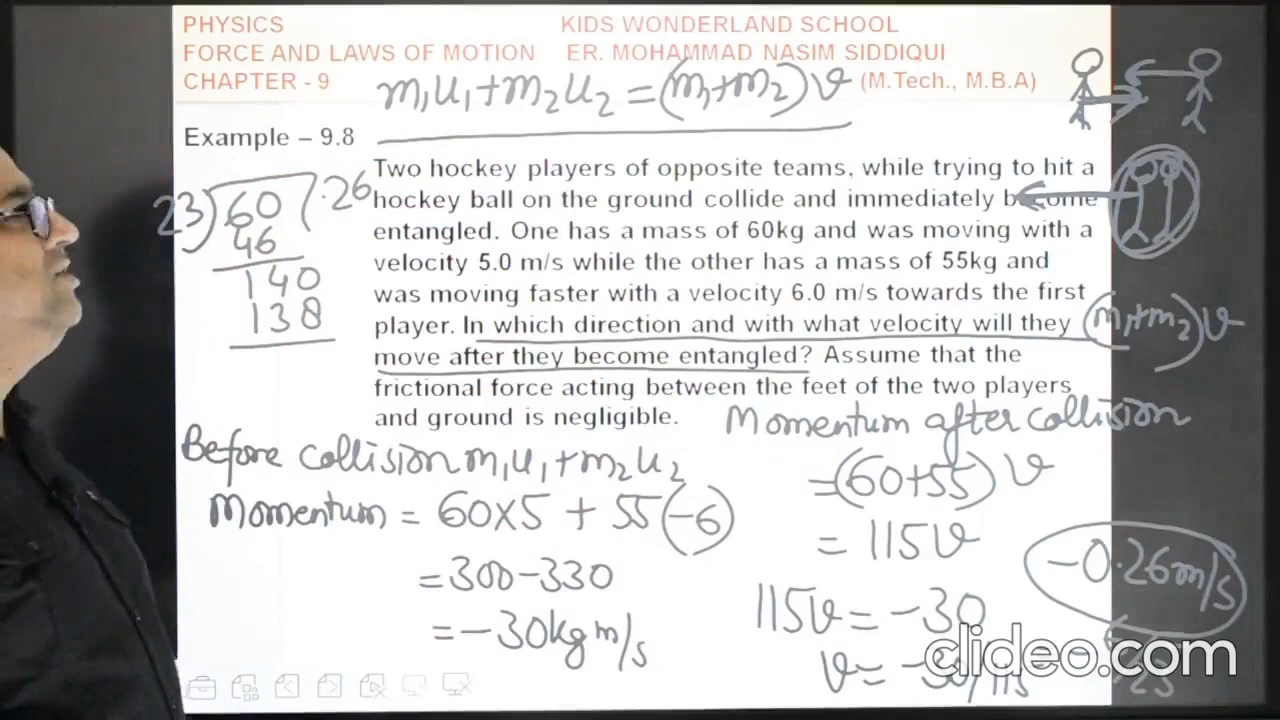 PHYSICS KIDS WONDERLAND SCHOOL
FORCE AND LAWS OF MOTION ER. MOHAMMAD NASIM SIDDIQUI
CHAPTER - 9 (M.Tech., M.B.A)
m₁u₁+m₂u₂=(m₁+m₂)v
Example – 9.8
23)60(.26
46
140
138
Two hockey players of opposite teams, while trying to hit a
hockey ball on the ground collide and immediately become
entangled. One has a mass of 60kg and was moving with a
velocity 5.0 m/s while the other has a mass of 55kg and
was moving faster with a velocity 6.0 m/s towards the first
player. In which direction and with what velocity will they
move after they become entangled? Assume that the
frictional force acting between the feet of the two players
and ground is negligible.
(m₁+m₂)v
Before collision m₁u₁+m₂u₂
Momentum = 60×5 + 55(-6)
=300-330
=-30kgm/s
Momentum after collision
=(60+55)v
= 115v
115v = -30
v= -30/115
-0.26m/s
clideo.com